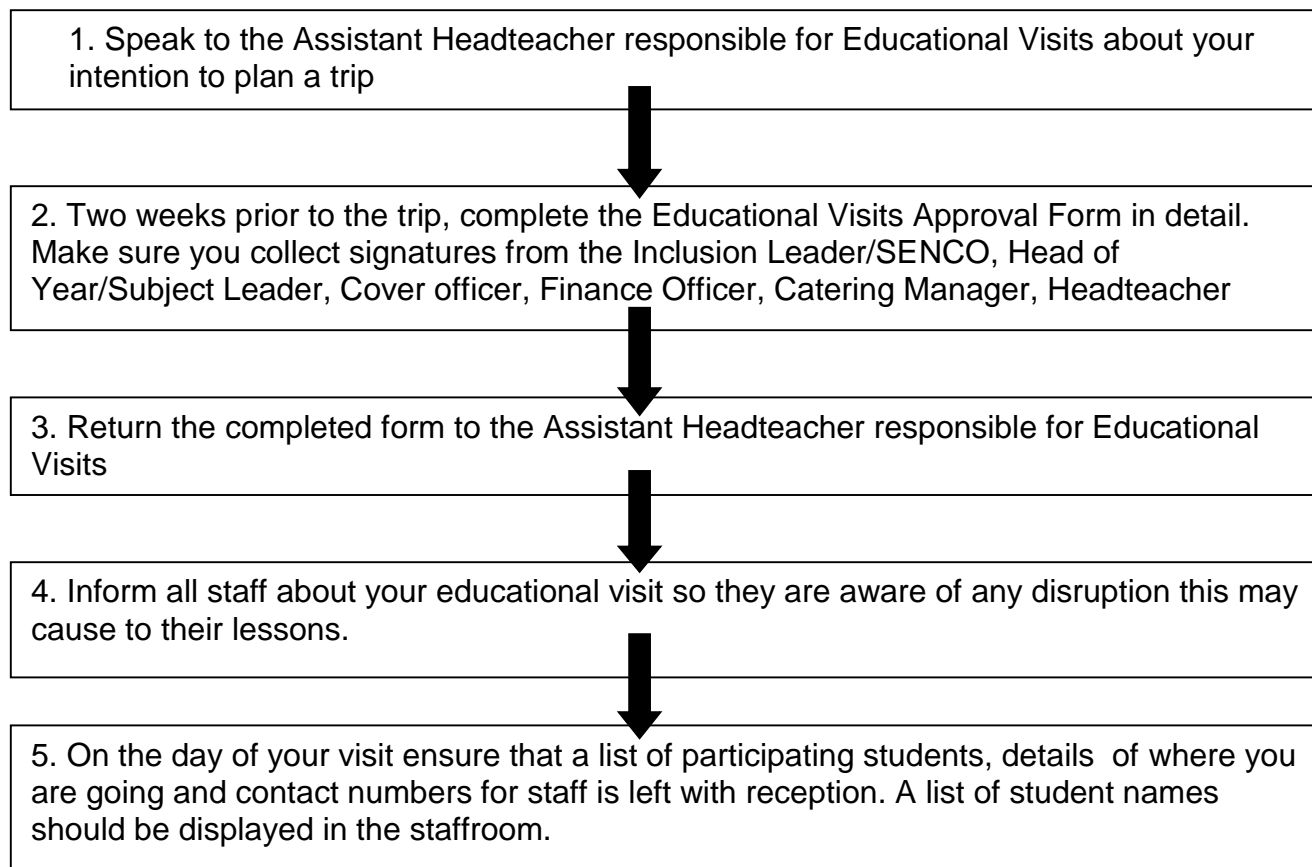 1. Speak to the Assistant Headteacher responsible for Educational Visits about your
intention to plan a trip
2. Two weeks prior to the trip, complete the Educational Visits Approval Form in detail.
Make sure you collect signatures from the Inclusion Leader/SENCO, Head of
Year/Subject Leader, Cover officer, Finance Officer, Catering Manager, Headteacher
3. Return the completed form to the Assistant Headteacher responsible for Educational
Visits
4. Inform all staff about your educational visit so they are aware of any disruption this may
cause to their lessons.
5. On the day of your visit ensure that a list of participating students, details  of where you
are going and contact numbers for staff is left with reception. A list of student names
should be displayed in the staffroom.